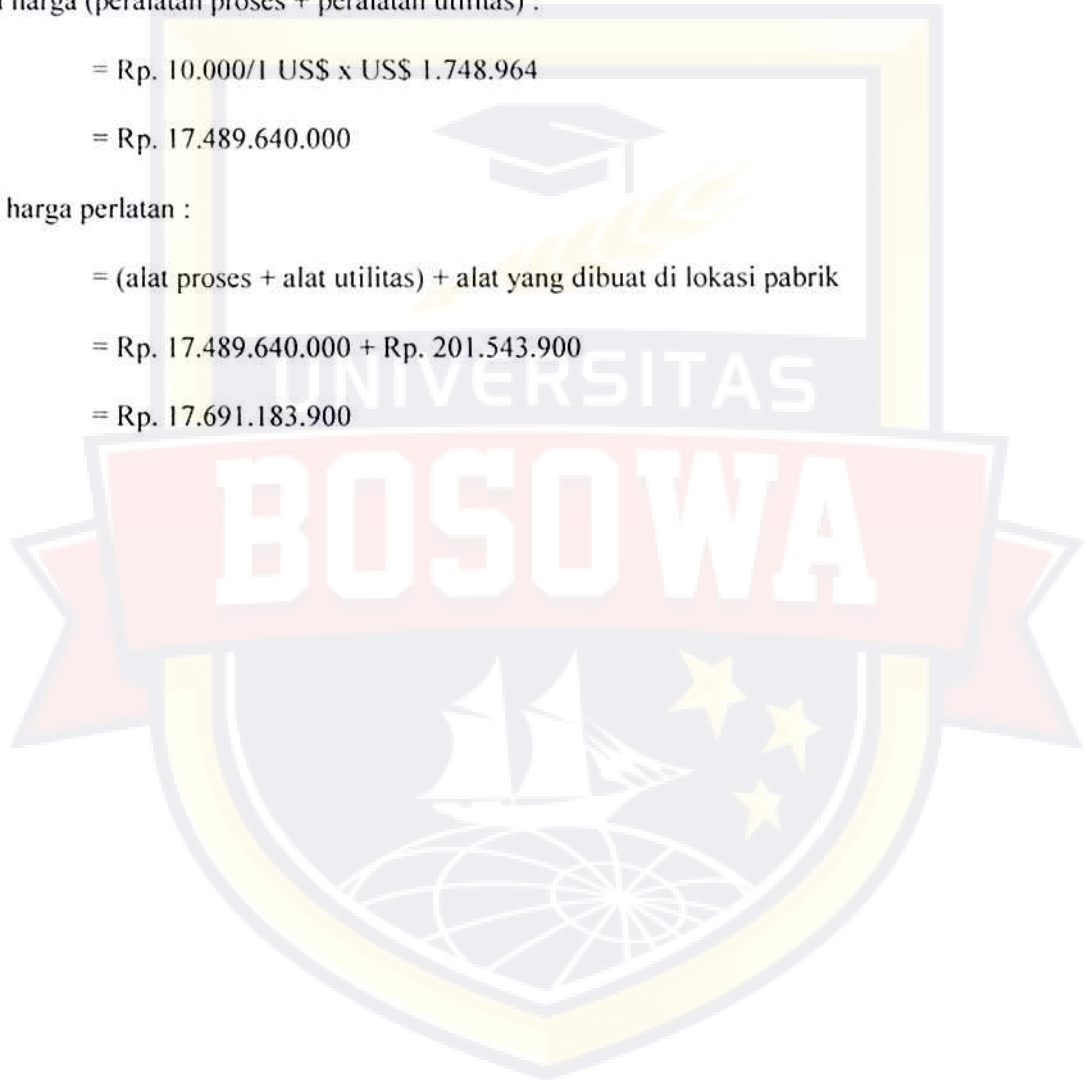 harga (peralatan proses + peralatan utilitas) :
= Rp. 10.000/1 US$ x US$ 1.748.964
= Rp. 17.489.640.000
harga perlatan :
= (alat proses + alat utilitas) + alat yang dibuat di lokasi pabrik
= Rp. 17.489.640.000 + Rp. 201.543.900
UNIVERSITAS
= Rp. 17.691.183.900
BOSOWA